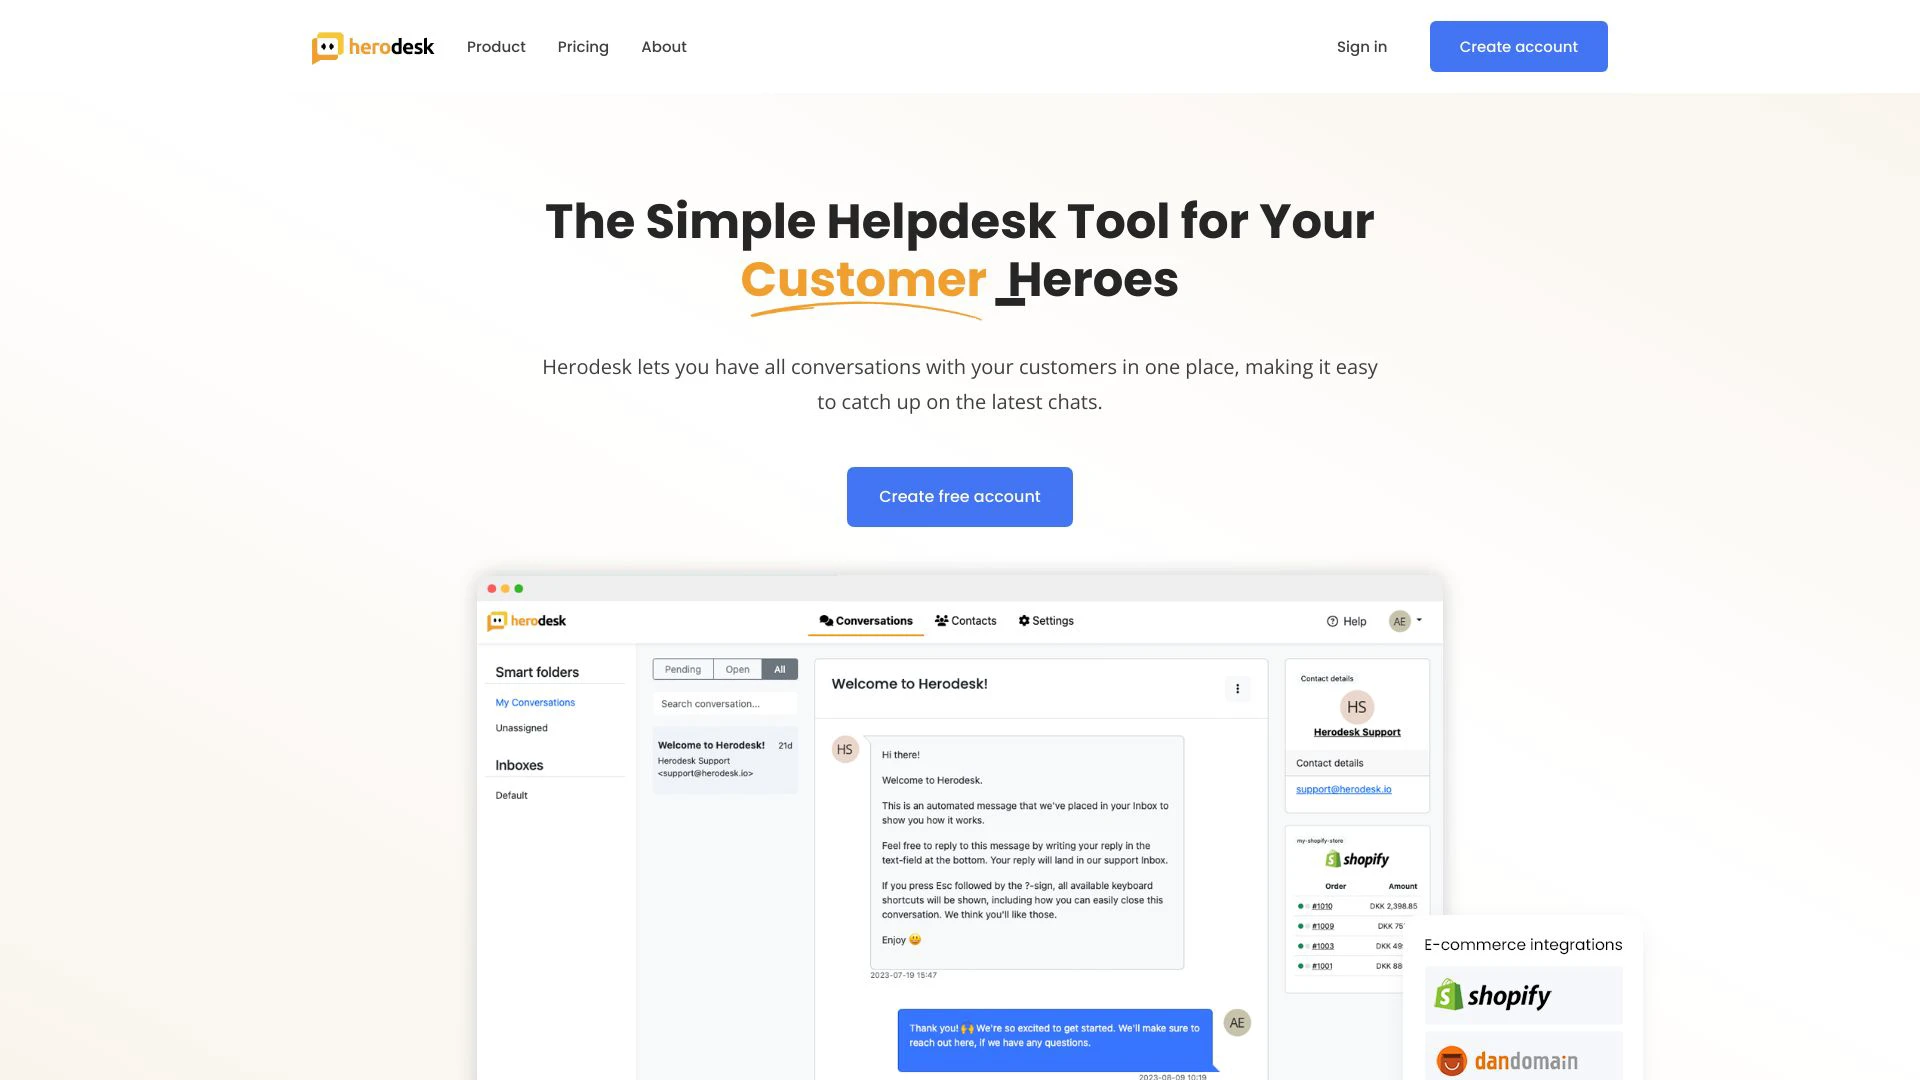 herodesk
Product
Pricing
About
Sign in
Create account
The Simple Helpdesk Tool for Your
Customer _Heroes
Herodesk lets you have all conversations with your customers in one place, making it easy
to catch up on the latest chats.
Create free account
herodesk
Conversations
Contacts
Settings
Help
AE
Smart folders
My Conversations
Unassigned
Inboxes
Default
Pending
Open
All
Search conversation...
Welcome to Herodesk! 21d
Herodesk Support
<support@herodesk.io>
Welcome to Herodesk!
HS
Hi there!
Welcome to Herodesk.
This is an automated message that we've placed in your Inbox to
show you how it works.
Feel free to reply to this message by writing your reply in the
text-field at the bottom. Your reply will land in our support Inbox.
If you press Esc followed by the ?-sign, all available keyboard
shortcuts will be shown, including how you can easily close this
conversation. We think you'll like those.
Enjoy 😀
2023-07-19 15:47
Thank you! 🙌 We're so excited to get started. We'll make sure to
reach out here, if we have any questions.
AE
2023-08-09 10:19
Contact details
HS
Herodesk Support
Contact details
support@herodesk.io
my-shopify-store
shopify
Order Amount
#1010 DKK 2,398.85
#1009 DKK
#1003 DKK
#1001 DKK
E-commerce integrations
shopify
dandomain